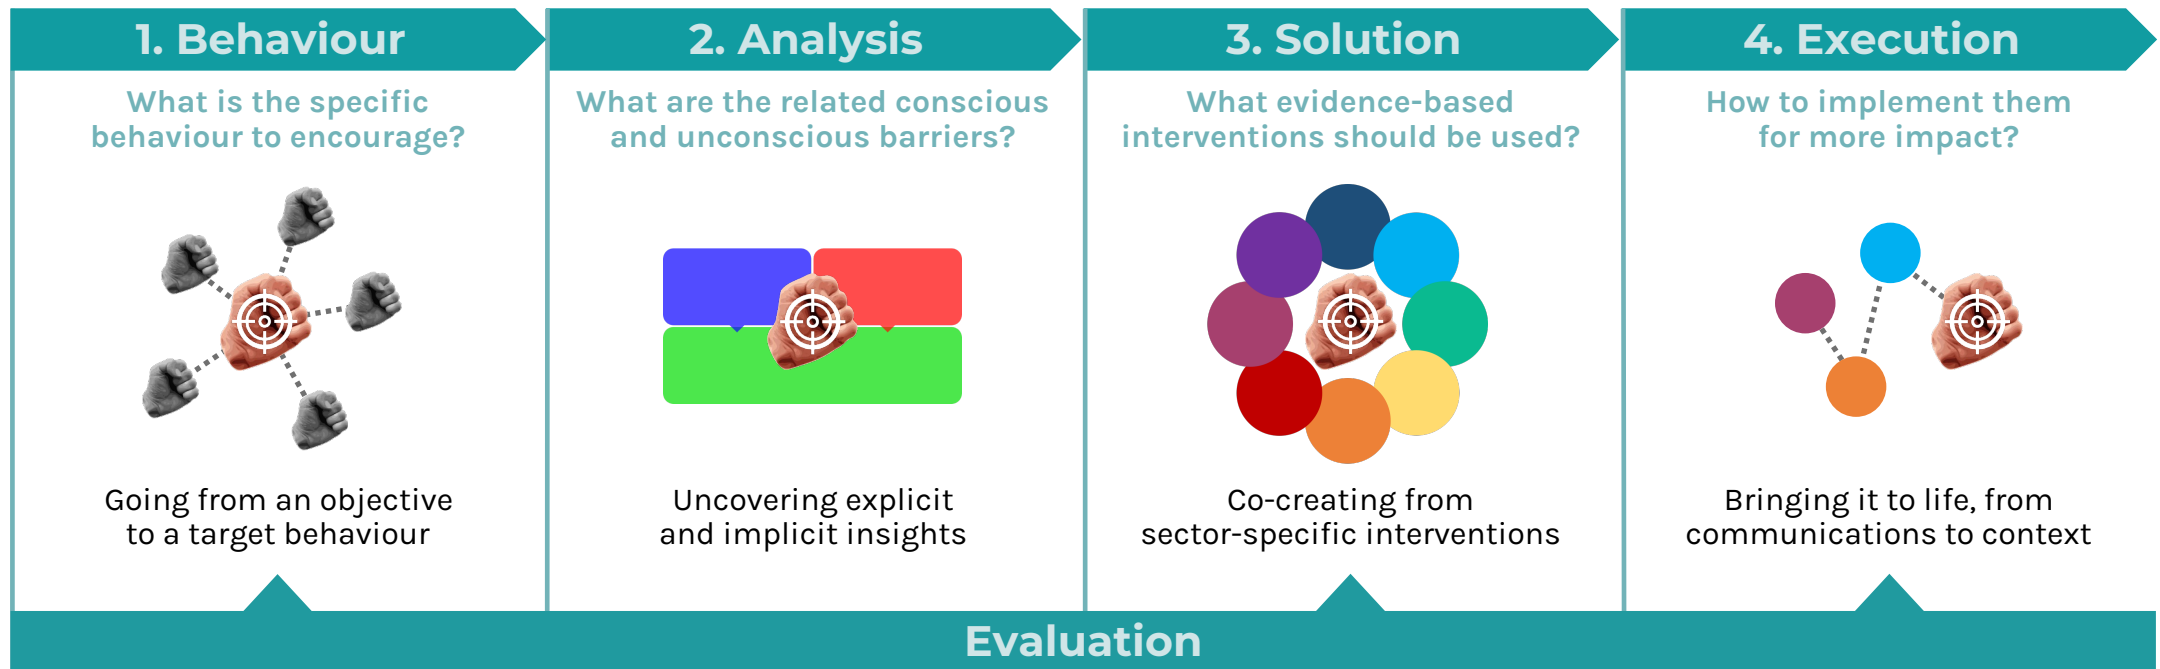 1. Behaviour
What is the specific
behaviour to encourage?
Going from an objective
to a target behaviour
2. Analysis
What are the related conscious
and unconscious barriers?
Uncovering explicit
and implicit insights
3. Solution
What evidence-based
interventions should be used?
Co-creating from
sector-specific interventions
4. Execution
How to implement them
for more impact?
Bringing it to life, from
communications to context
Evaluation